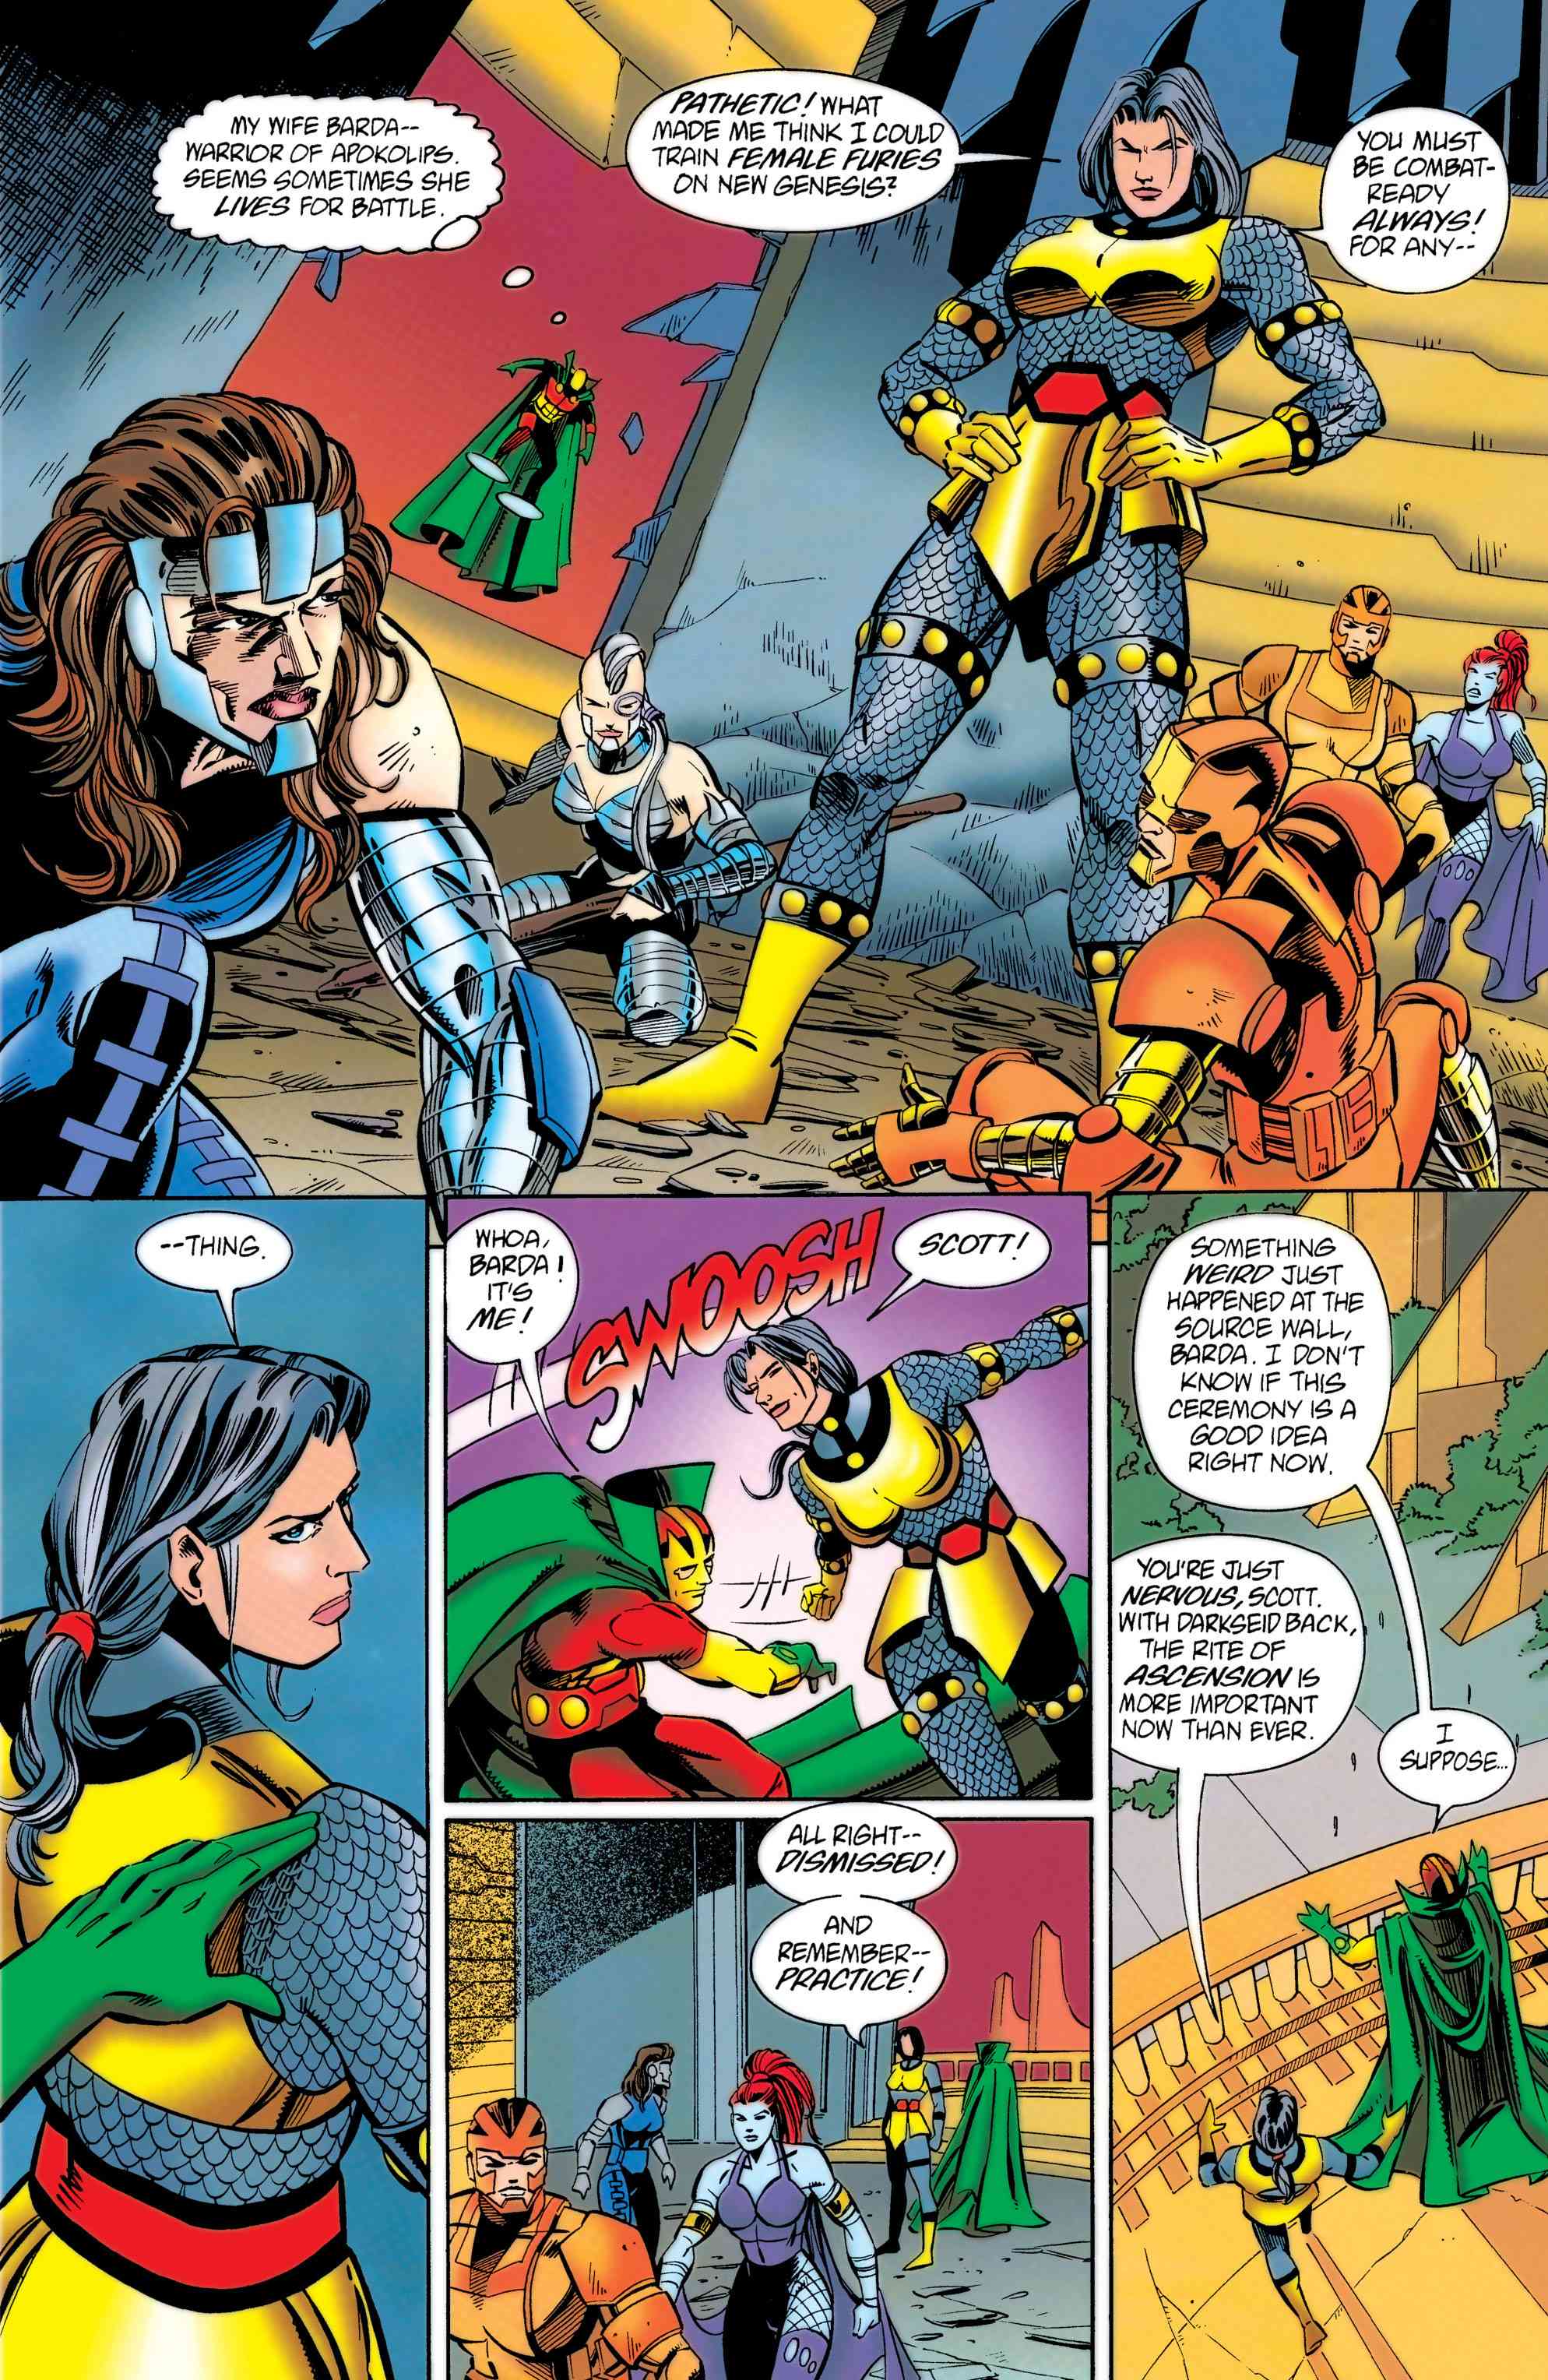 MY WIFE BARDA--
WARRIOR OF APOKOLIPS.
SEEMS SOMETIMES SHE
LIVES FOR BATTLE.
PATHETIC! WHAT
MADE ME THINK I COULD
TRAIN FEMALE FURIES
ON NEW GENESIS?
YOU MUST
BE COMBAT-
READY
ALWAYS!
FOR ANY--
--THING.
WHOA,
BARDA!
IT'S
ME!
SWOOSH
SCOTT!
ALL RIGHT--
DISMISSED!
AND
REMEMBER--
PRACTICE!
SOMETHING
WEIRD JUST
HAPPENED AT THE
SOURCE WALL,
BARDA. I DON'T
KNOW IF THIS
CEREMONY IS A
GOOD IDEA
RIGHT NOW.
YOU'RE JUST
NERVOUS, SCOTT.
WITH DARKSEID BACK,
THE RITE OF
ASCENSION IS
MORE IMPORTANT
NOW THAN EVER.
I
SUPPOSE...